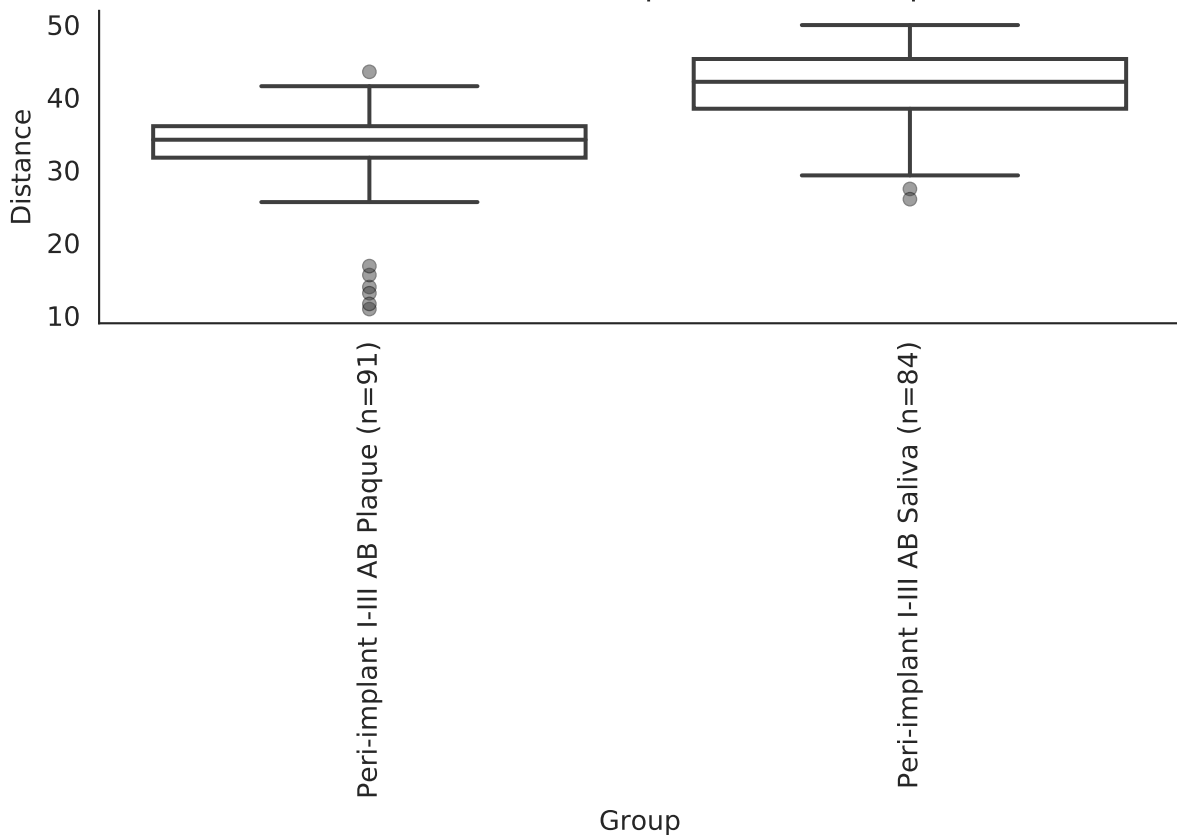 50
40
30
20
10
Distance
Peri-implant I-III AB Plaque (n=91)
Peri-implant I-III AB Saliva (n=84)
Group